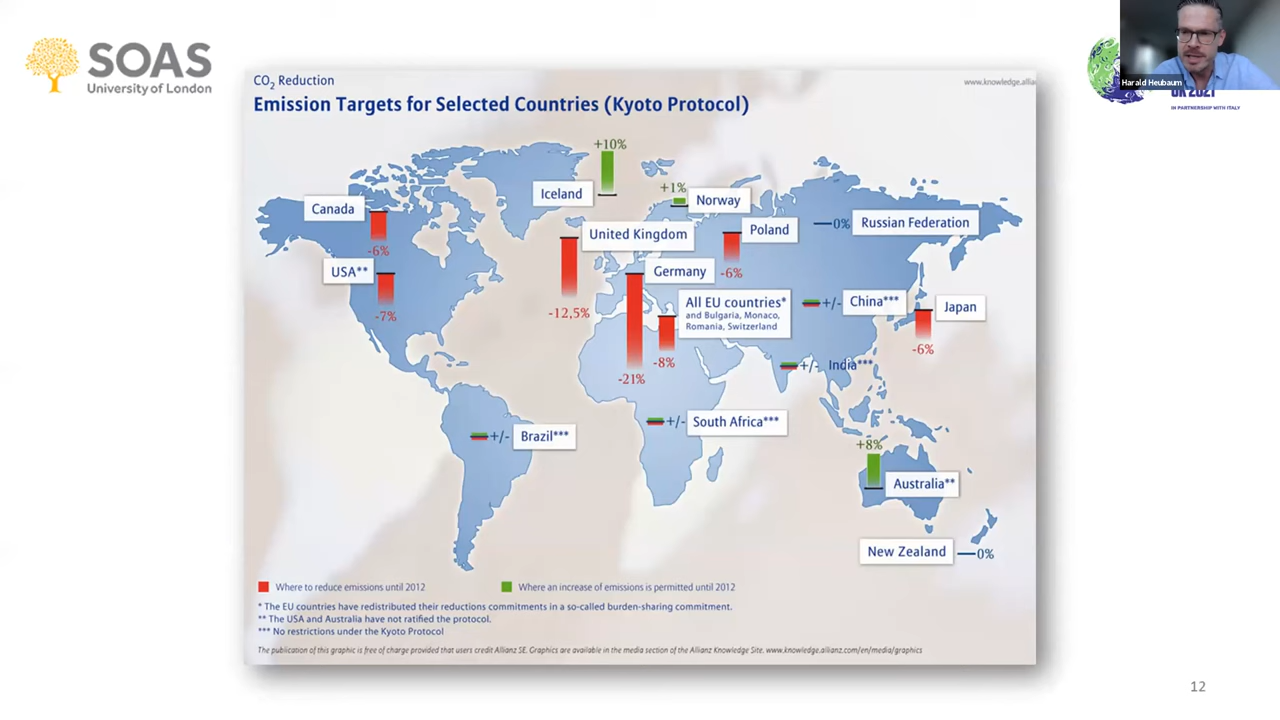 SOAS
University of London
Harald Heubaum
UK 2021
IN PARTNERSHIP WITH ITALY
CO2 Reduction
www.knowledge.allia
Emission Targets for Selected Countries (Kyoto Protocol)
+10%
Iceland
+1%
Norway
Canada
-6%
United Kingdom
-12,5%
Poland
-6%
0%
Russian Federation
USA**
-7%
Germany
-21%
All EU countries*
and Bulgaria, Monaco,
Romania, Switzerland
-8%
+/-
China***
Japan
-6%
+/-
India***
+/-
Brazil***
+/-
South Africa***
+8%
Australia**
New Zealand
0%
Where to reduce emissions until 2012
Where an increase of emissions is permitted until 2012
* The EU countries have redistributed their reductions commitments in a so-called burden-sharing commitment.
** The USA and Australia have not ratified the protocol.
*** No restrictions under the Kyoto Protocol
The publication of this graphic is free of charge provided that users credit Allianz SE. Graphics are available in the media section of the Allianz Knowledge Site. www.knowledge.allianz.com/en/media/graphics
12